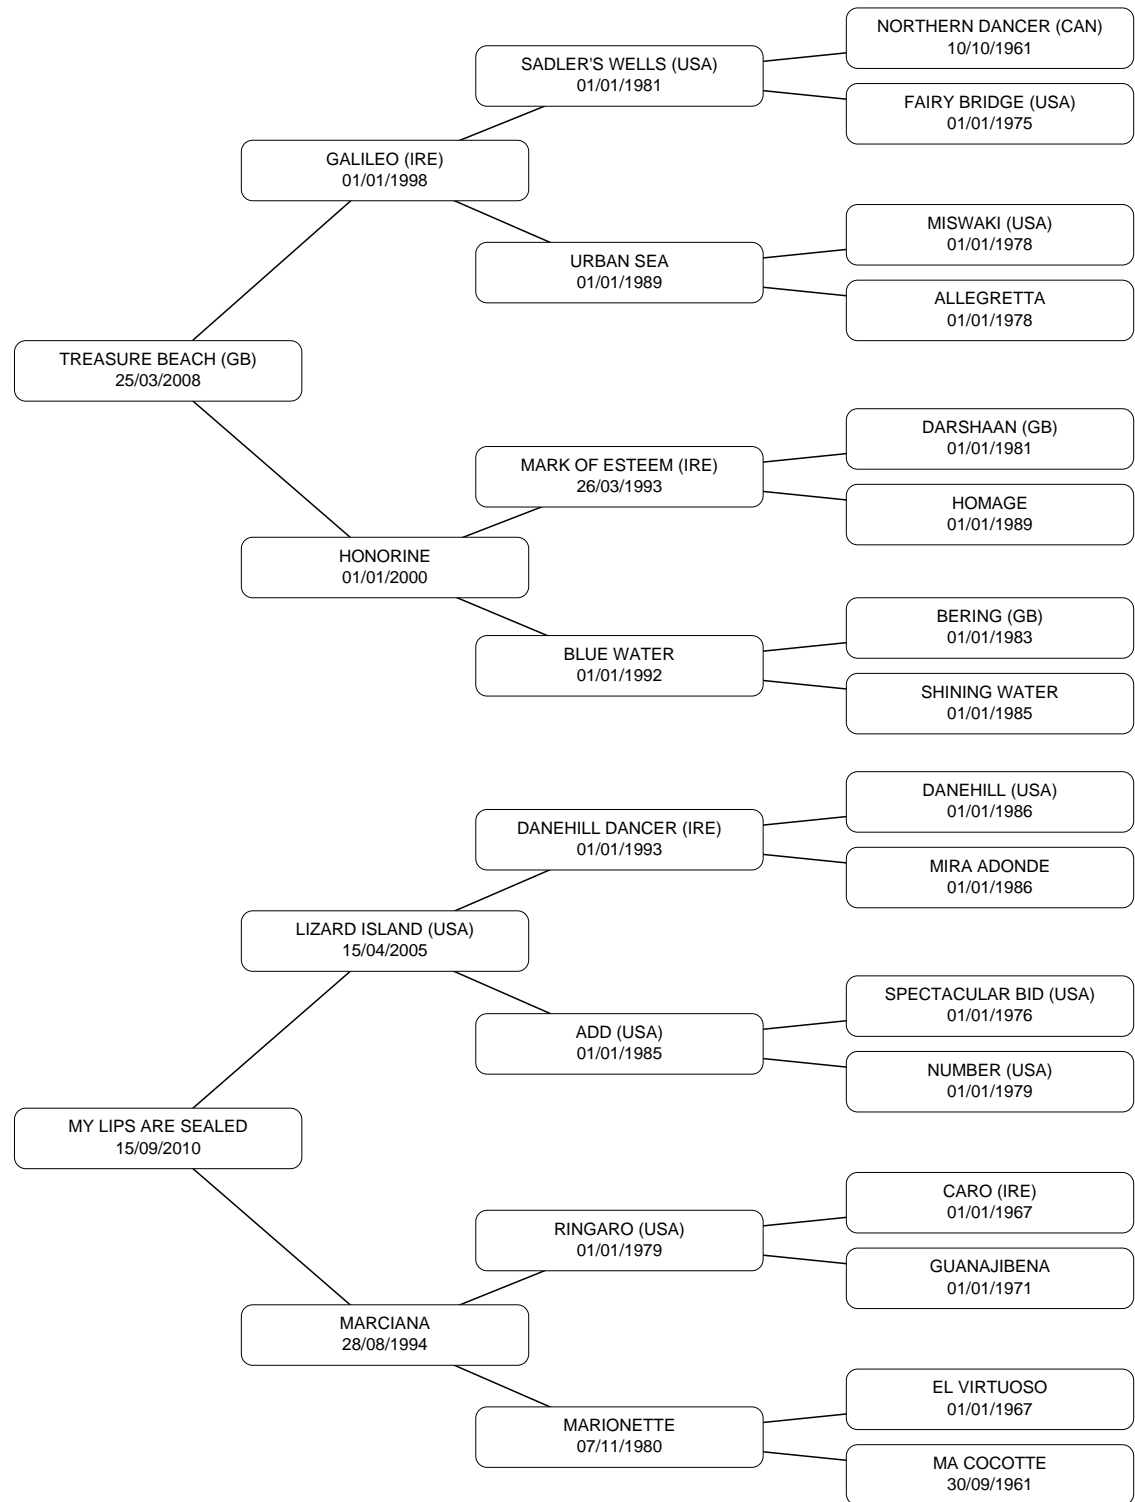 NORTHERN DANCER (CAN)
10/10/1961
SADLER'S WELLS (USA)
01/01/1981
FAIRY BRIDGE (USA)
01/01/1975
GALILEO (IRE)
01/01/1998
MISWAKI (USA)
01/01/1978
URBAN SEA
01/01/1989
ALLEGRETTA
01/01/1978
TREASURE BEACH (GB)
25/03/2008
DARSHAAN (GB)
01/01/1981
MARK OF ESTEEM (IRE)
26/03/1993
HOMAGE
01/01/1989
HONORINE
01/01/2000
BERING (GB)
01/01/1983
BLUE WATER
01/01/1992
SHINING WATER
01/01/1985
DANEHILL (USA)
01/01/1986
DANEHILL DANCER (IRE)
01/01/1993
MIRA ADONDE
01/01/1986
LIZARD ISLAND (USA)
15/04/2005
SPECTACULAR BID (USA)
01/01/1976
ADD (USA)
01/01/1985
NUMBER (USA)
01/01/1979
MY LIPS ARE SEALED
15/09/2010
CARO (IRE)
01/01/1967
RINGARO (USA)
01/01/1979
GUANAJIBENA
01/01/1971
MARCIANA
28/08/1994
EL VIRTUOSO
01/01/1967
MARIONETTE
07/11/1980
MA COCOTTE
30/09/1961